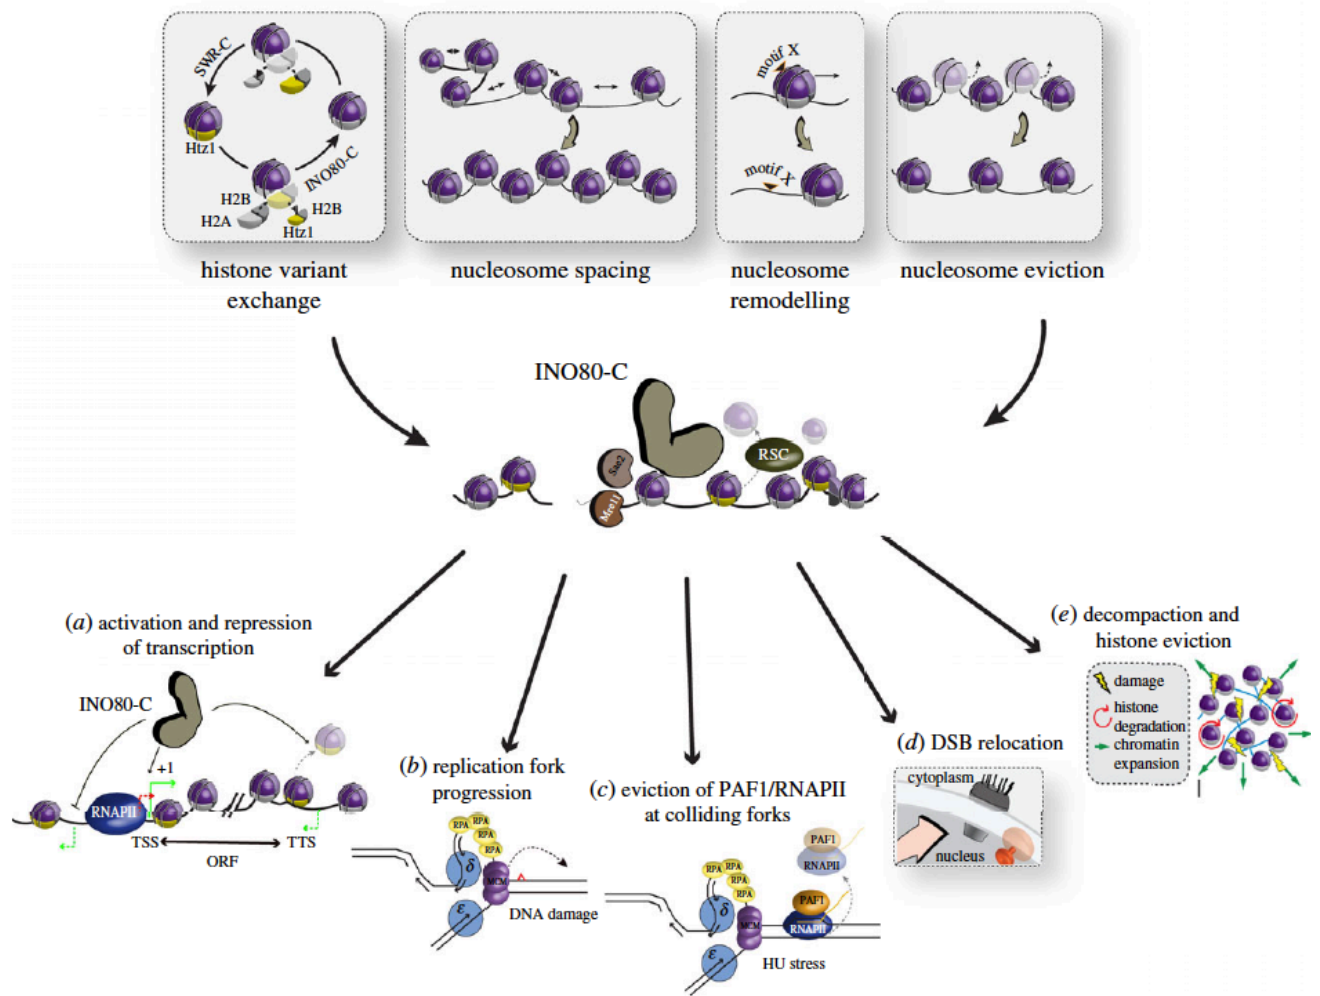 SWR-C
Htz1
INO80-C
H2B
H2A
H2B
Htz1
histone variant
exchange
nucleosome spacing
motif X
motif X
nucleosome
remodelling
nucleosome eviction
INO80-C
RSC
Sae2
Mre11
(a) activation and repression
of transcription
INO80-C
+1
RNAPII
TSS
TTS
ORF
(b) replication fork
progression
RPA
RPA
RPA
RPA
δ
MCM
ε
DNA damage
(c) eviction of PAF1/RNAPII
at colliding forks
PAF1
RNAPII
RPA
RPA
RPA
RPA
δ
MCM
PAF1
RNAPII
ε
HU stress
(d) DSB relocation
cytoplasm
nucleus
(e) decompaction and
histone eviction
damage
histone
degradation
chromatin
expansion